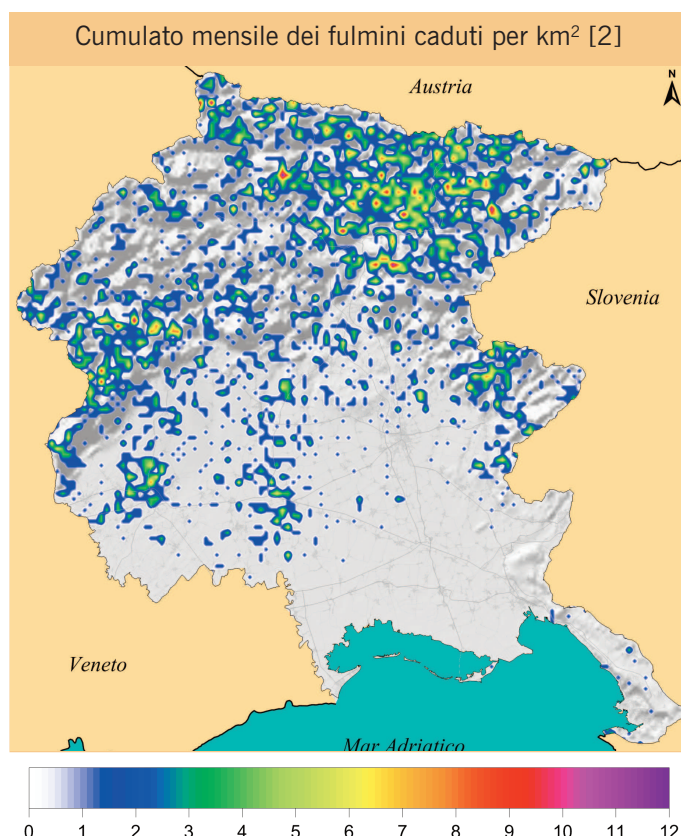 Cumulato mensile dei fulmini caduti per km² [2]
Austria
N
Slovenia
Veneto
Mar Adriatico
0 1 2 3 4 5 6 7 8 9 10 11 12